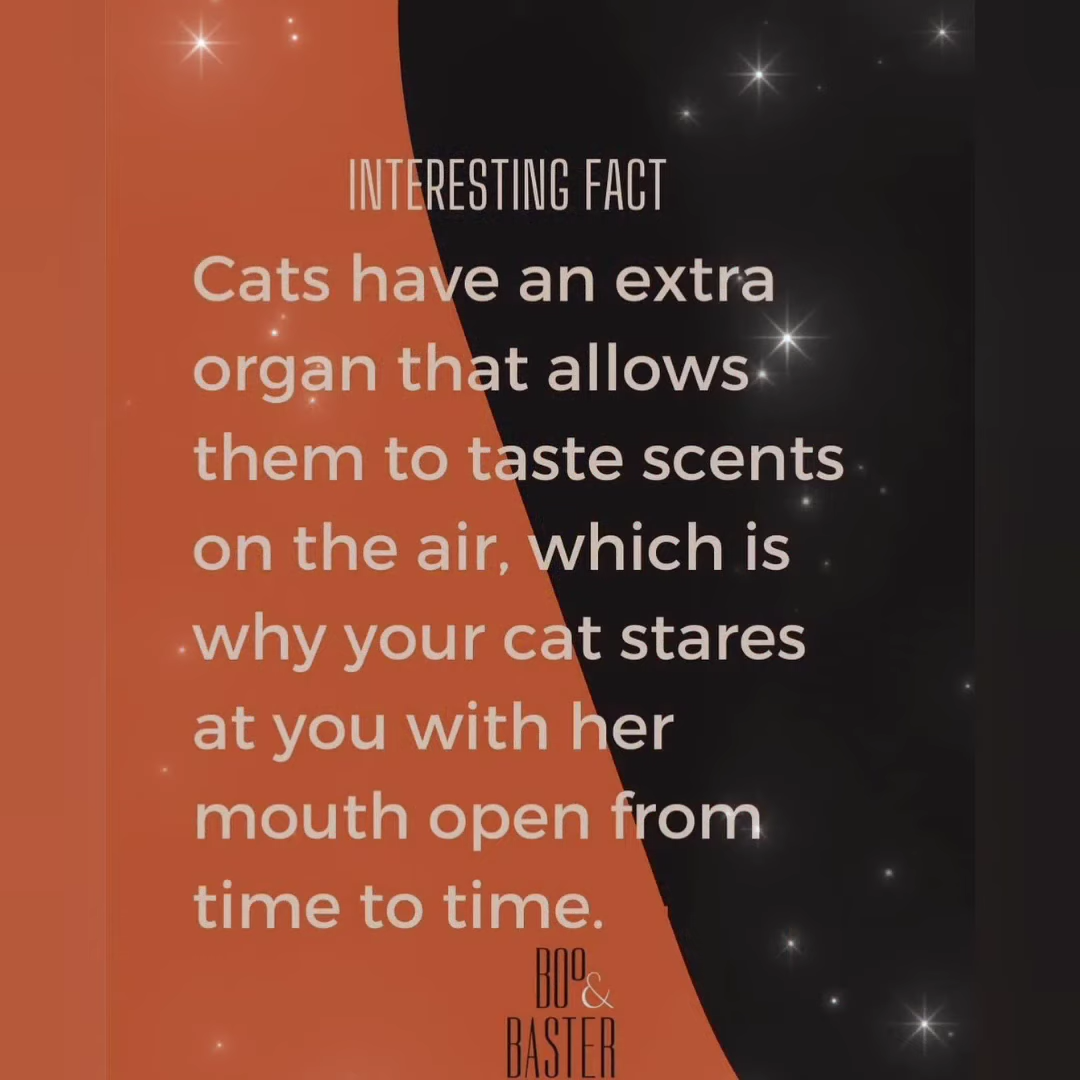 INTERESTING FACT
Cats have an extra
organ that allows
them to taste scents
on the air, which is
why your cat stares
at you with her
mouth open from
time to time.
BOO &
BASTER